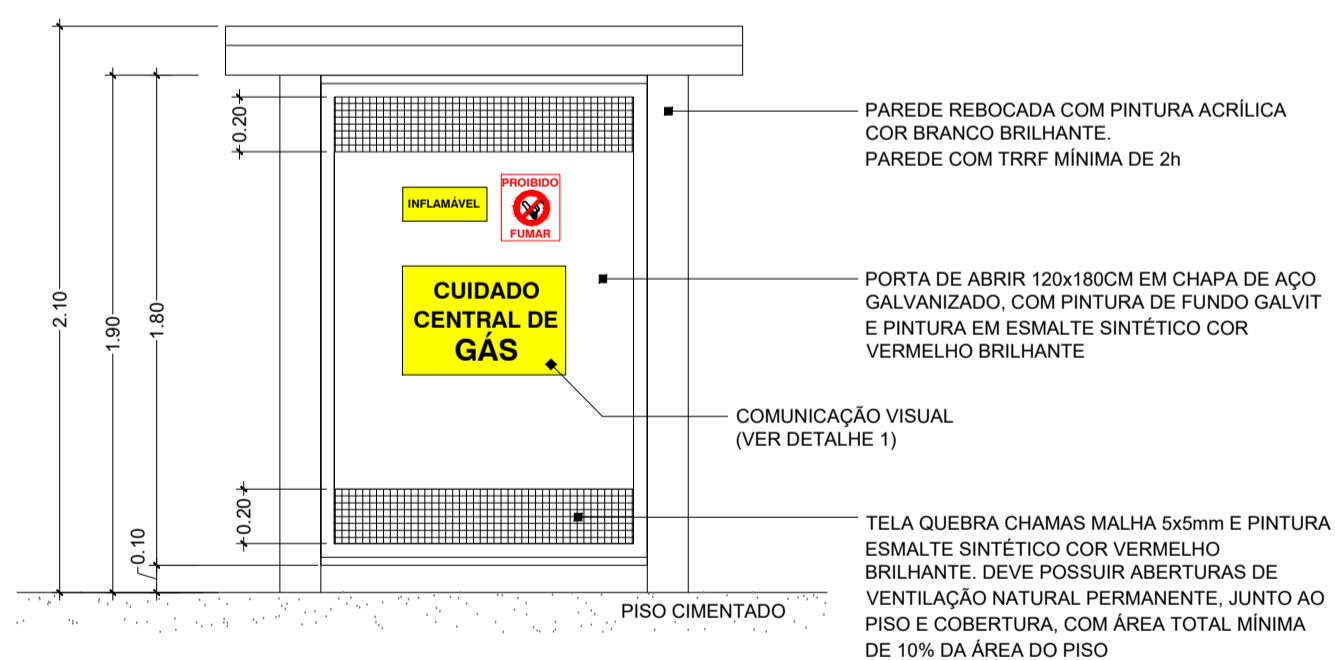 2.10
1.90
1.80
0.10
0.20
0.20
INFLAMÁVEL
PROIBIDO
FUMAR
CUIDADO
CENTRAL DE
GÁS
PAREDE REBOCADA COM PINTURA ACRÍLICA
COR BRANCO BRILHANTE.
PAREDE COM TRRF MÍNIMA DE 2h
PORTA DE ABRIR 120x180CM EM CHAPA DE AÇO
GALVANIZADO, COM PINTURA DE FUNDO GALVIT
E PINTURA EM ESMALTE SINTÉTICO COR
VERMELHO BRILHANTE
COMUNICAÇÃO VISUAL
(VER DETALHE 1)
TELA QUEBRA CHAMAS MALHA 5x5mm E PINTURA
ESMALTE SINTÉTICO COR VERMELHO
BRILHANTE. DEVE POSSUIR ABERTURAS DE
VENTILAÇÃO NATURAL PERMANENTE, JUNTO AO
PISO E COBERTURA, COM ÁREA TOTAL MÍNIMA
DE 10% DA ÁREA DO PISO
PISO CIMENTADO